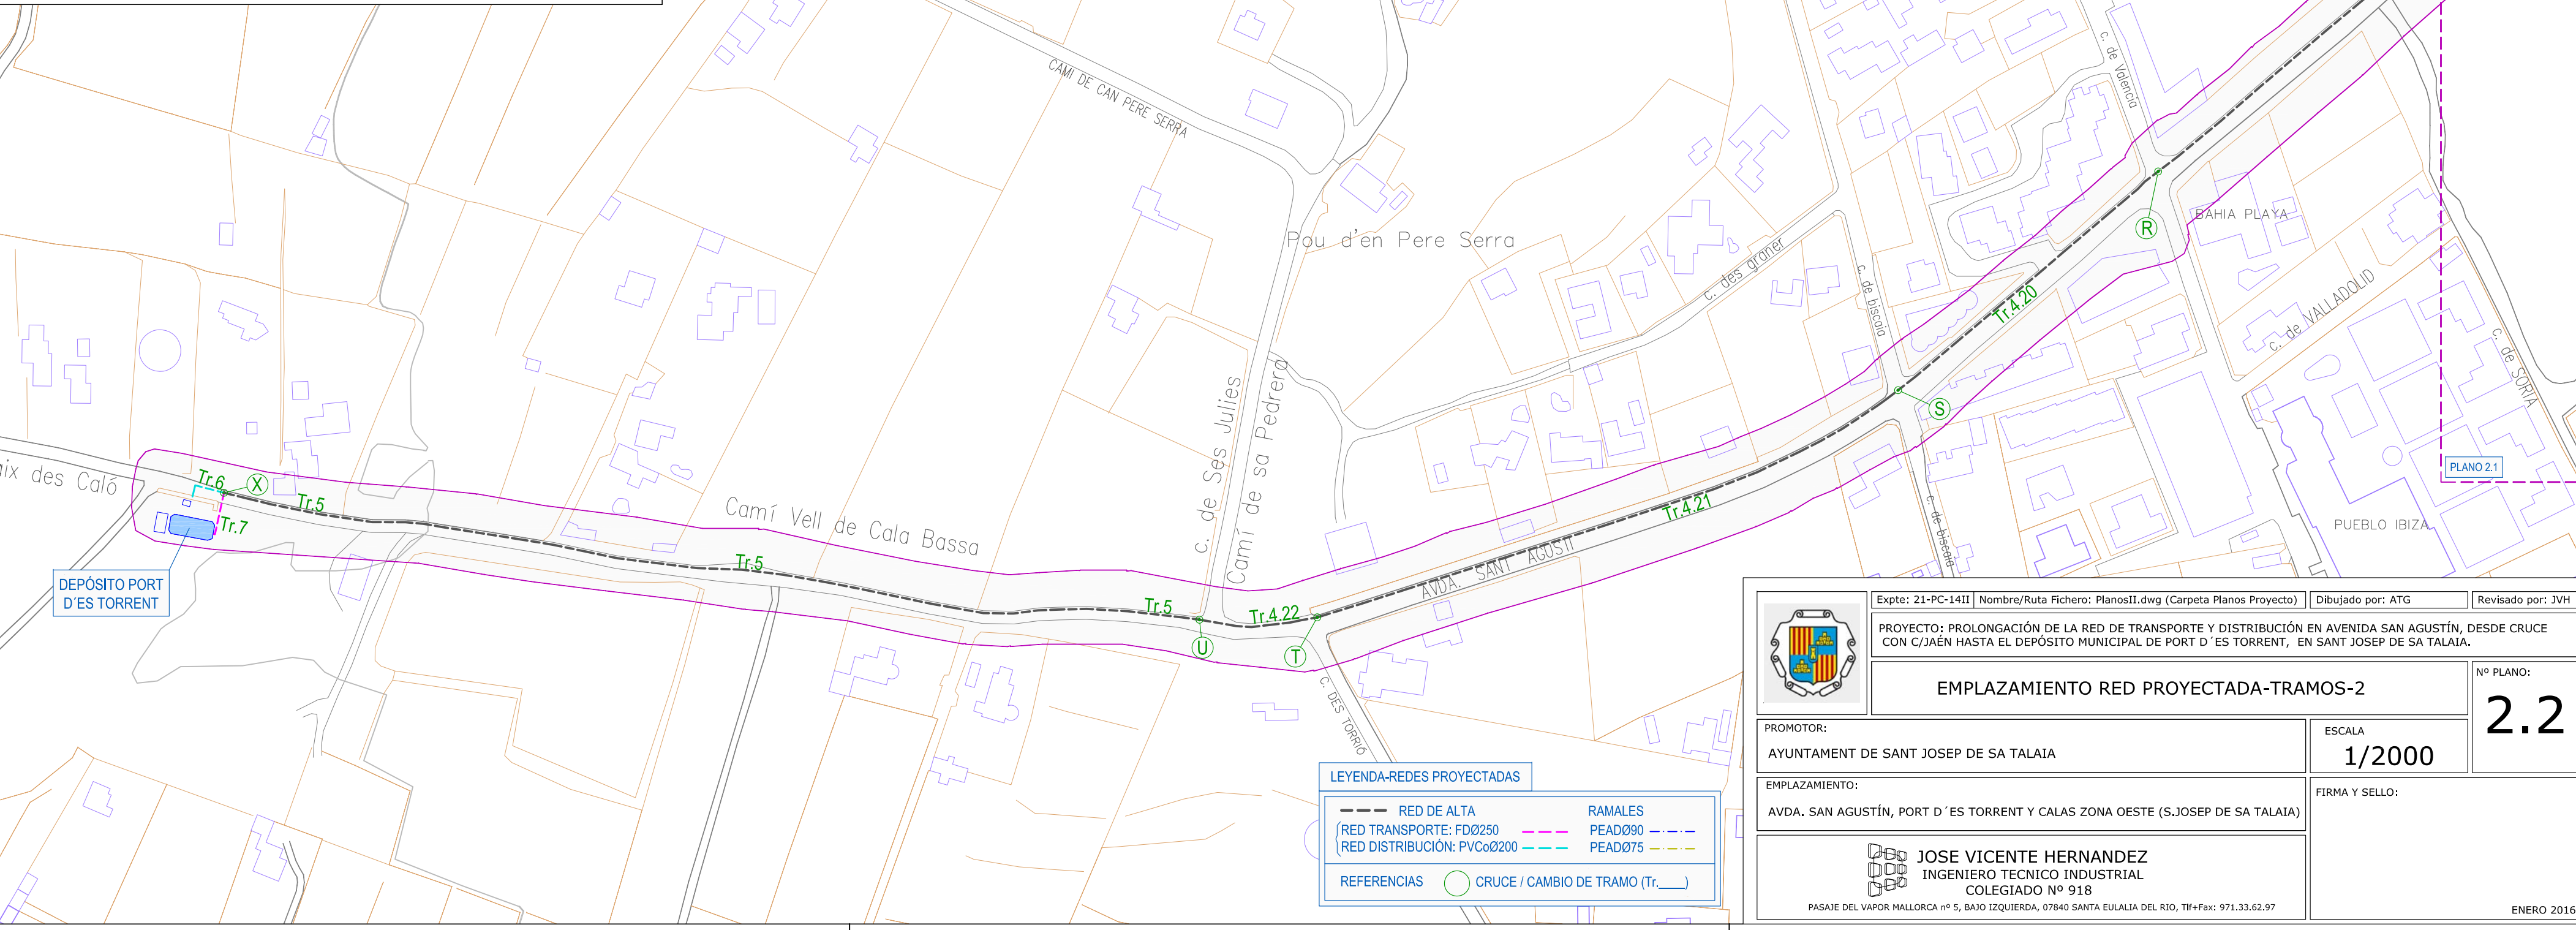 CAMI DE CAN PERE SERRA
c. de Valencia
Pou d'en Pere Serra
c. des graner
c. de biscaia
R
BAHIA PLAYA
c. de VALLADOLID
c. de SORIA
Tr.4.20
S
PLANO 2.1
PUEBLO IBIZA
c. de biscaia
c. de Ses Julies
Camí de sa Pedrera
ix des Caló
Tr.6
X
Tr.5
Tr.7
Camí Vell de Cala Bassa
Tr.4.21
AVDA. SANT AGUSTI
Tr.5
Tr.5
Tr.4.22
U
T
c. DES TORRIÓ
DEPÓSITO PORT
D´ES TORRENT
LEYENDA-REDES PROYECTADAS
RED DE ALTA RAMALES
RED TRANSPORTE: FDØ250 PEADØ90
RED DISTRIBUCIÓN: PVCoØ200 PEADØ75
REFERENCIAS CRUCE / CAMBIO DE TRAMO (Tr.____)
Expte: 21-PC-14II Nombre/Ruta Fichero: PlanosII.dwg (Carpeta Planos Proyecto) Dibujado por: ATG Revisado por: JVH
PROYECTO: PROLONGACIÓN DE LA RED DE TRANSPORTE Y DISTRIBUCIÓN EN AVENIDA SAN AGUSTÍN, DESDE CRUCE
CON C/JAÉN HASTA EL DEPÓSITO MUNICIPAL DE PORT D´ES TORRENT, EN SANT JOSEP DE SA TALAIA.
EMPLAZAMIENTO RED PROYECTADA-TRAMOS-2
Nº PLANO:
2.2
PROMOTOR:
AYUNTAMENT DE SANT JOSEP DE SA TALAIA
ESCALA
1/2000
EMPLAZAMIENTO:
AVDA. SAN AGUSTÍN, PORT D´ES TORRENT Y CALAS ZONA OESTE (S.JOSEP DE SA TALAIA)
FIRMA Y SELLO:
JOSE VICENTE HERNANDEZ
INGENIERO TECNICO INDUSTRIAL
COLEGIADO Nº 918
PASAJE DEL VAPOR MALLORCA nº 5, BAJO IZQUIERDA, 07840 SANTA EULALIA DEL RIO, Tlf+Fax: 971.33.62.97
ENERO 2016